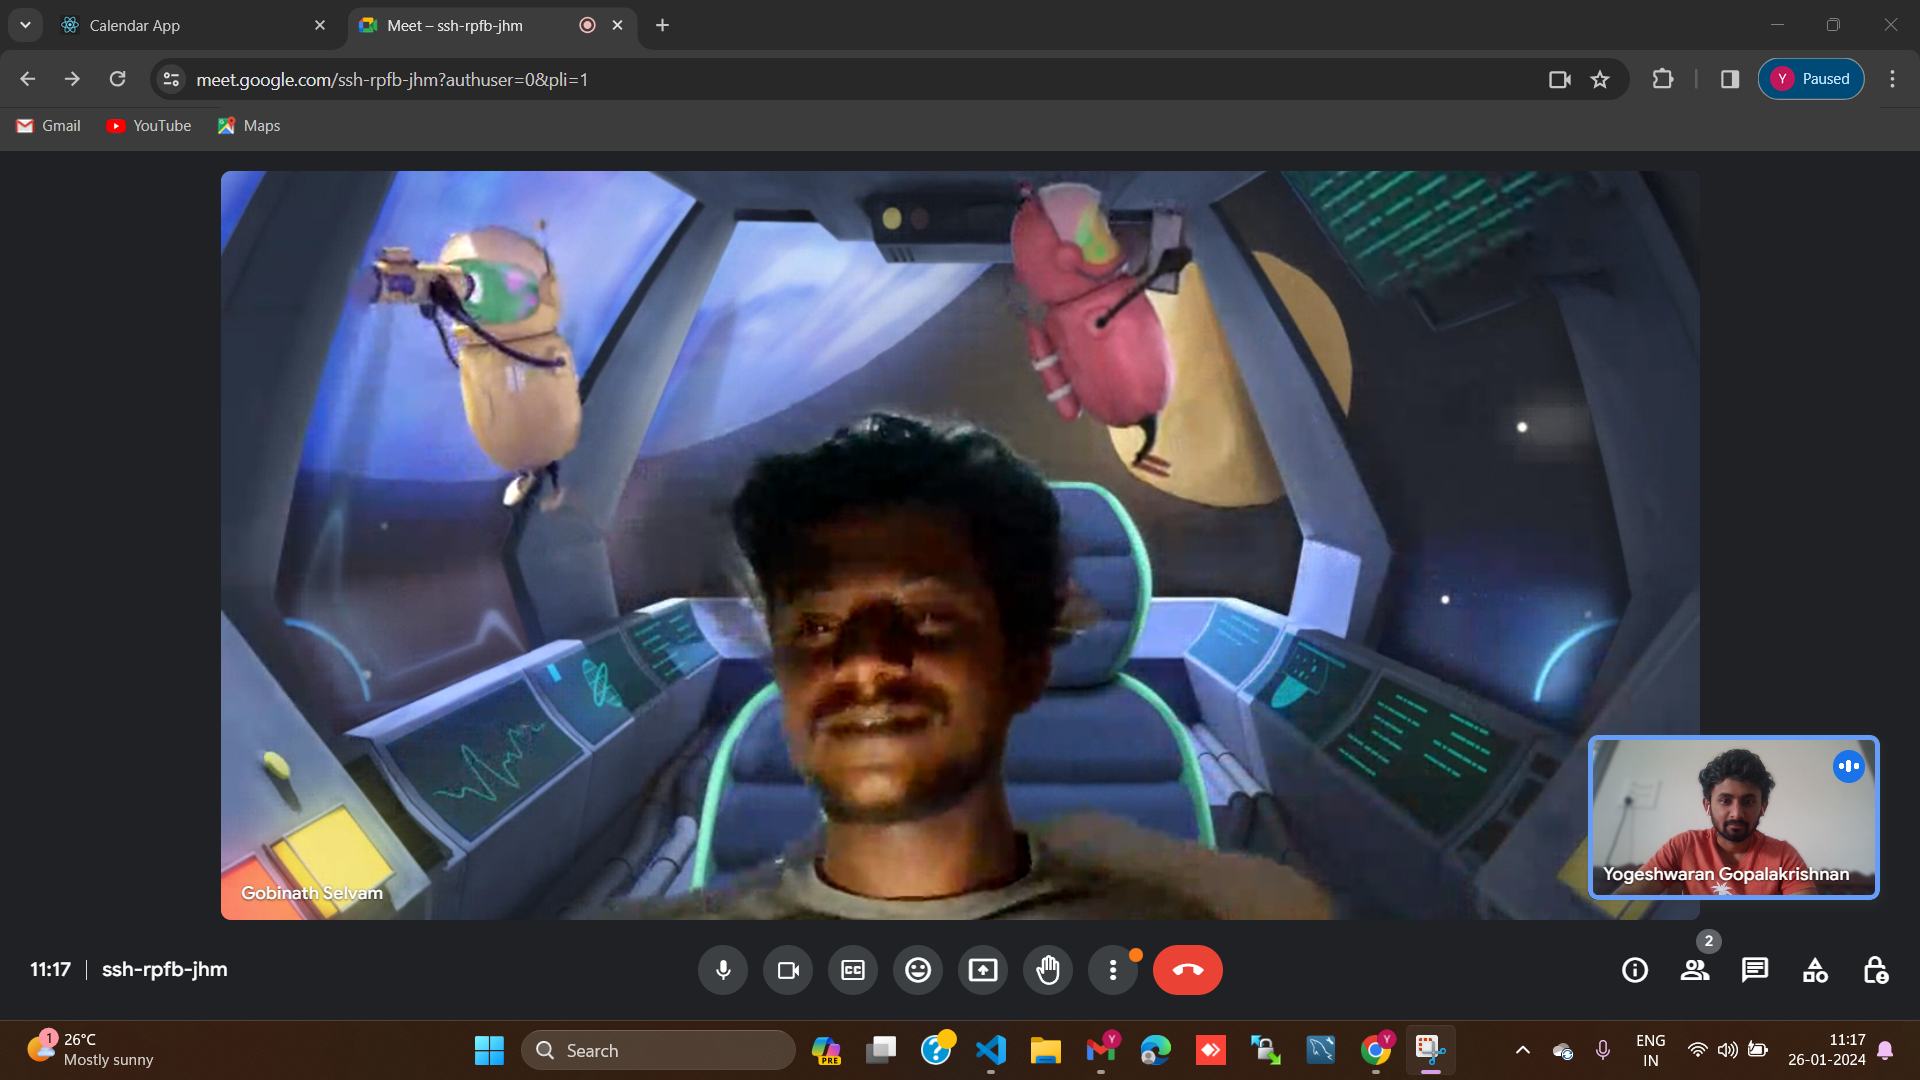 Calendar App
Meet – ssh-rpfb-jhm
meet.google.com/ssh-rpfb-jhm?authuser=0&pli=1
Y Paused
Gmail
YouTube
Maps
Gobinath Selvam
Yogeshwaran Gopalakrishnan
11:17 | ssh-rpfb-jhm
CC
2
1
26°C
Mostly sunny
Search
PRE
?
Y
Y
ENG
IN
11:17
26-01-2024